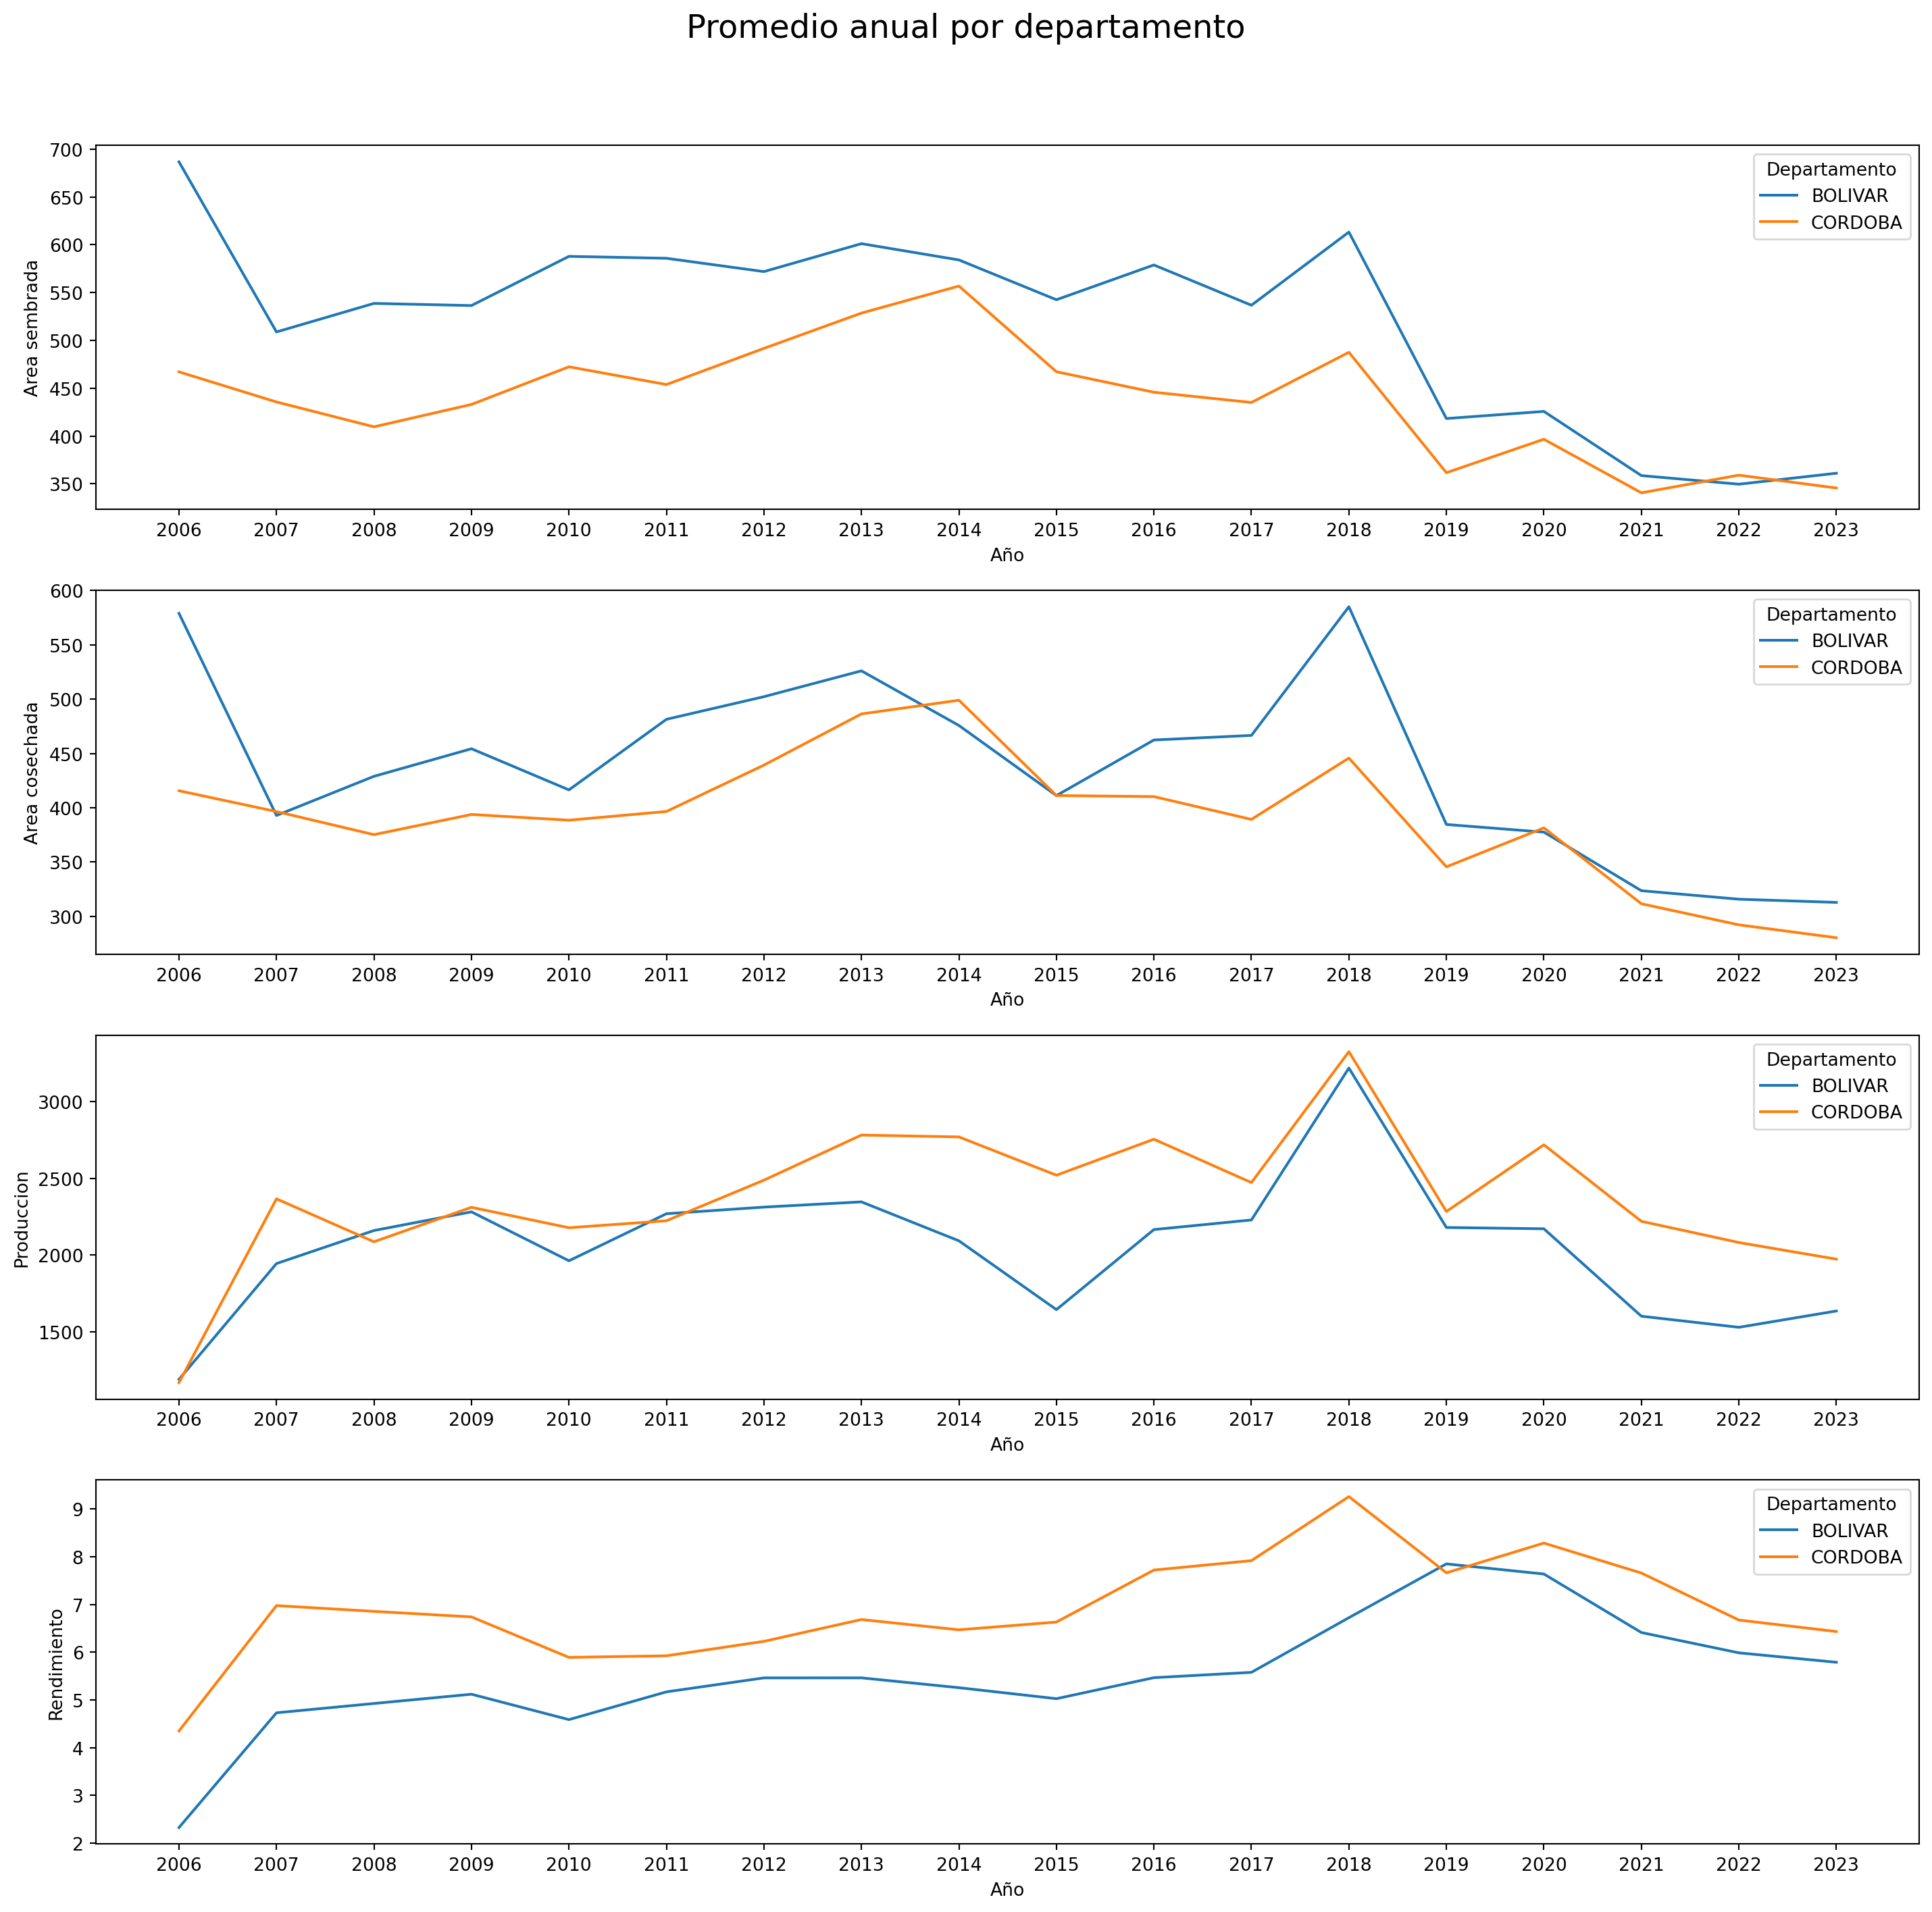 Promedio anual por departamento
700
650
600
550
500
450
400
350
Area sembrada
Departamento
BOLIVAR
CORDOBA
2006 2007 2008 2009 2010 2011 2012 2013 2014 2015 2016 2017 2018 2019 2020 2021 2022 2023
Año
600
550
500
450
400
350
300
Area cosechada
Departamento
BOLIVAR
CORDOBA
2006 2007 2008 2009 2010 2011 2012 2013 2014 2015 2016 2017 2018 2019 2020 2021 2022 2023
Año
3000
2500
2000
1500
Produccion
Departamento
BOLIVAR
CORDOBA
2006 2007 2008 2009 2010 2011 2012 2013 2014 2015 2016 2017 2018 2019 2020 2021 2022 2023
Año
9
8
7
6
5
4
3
2
Rendimiento
Departamento
BOLIVAR
CORDOBA
2006 2007 2008 2009 2010 2011 2012 2013 2014 2015 2016 2017 2018 2019 2020 2021 2022 2023
Año